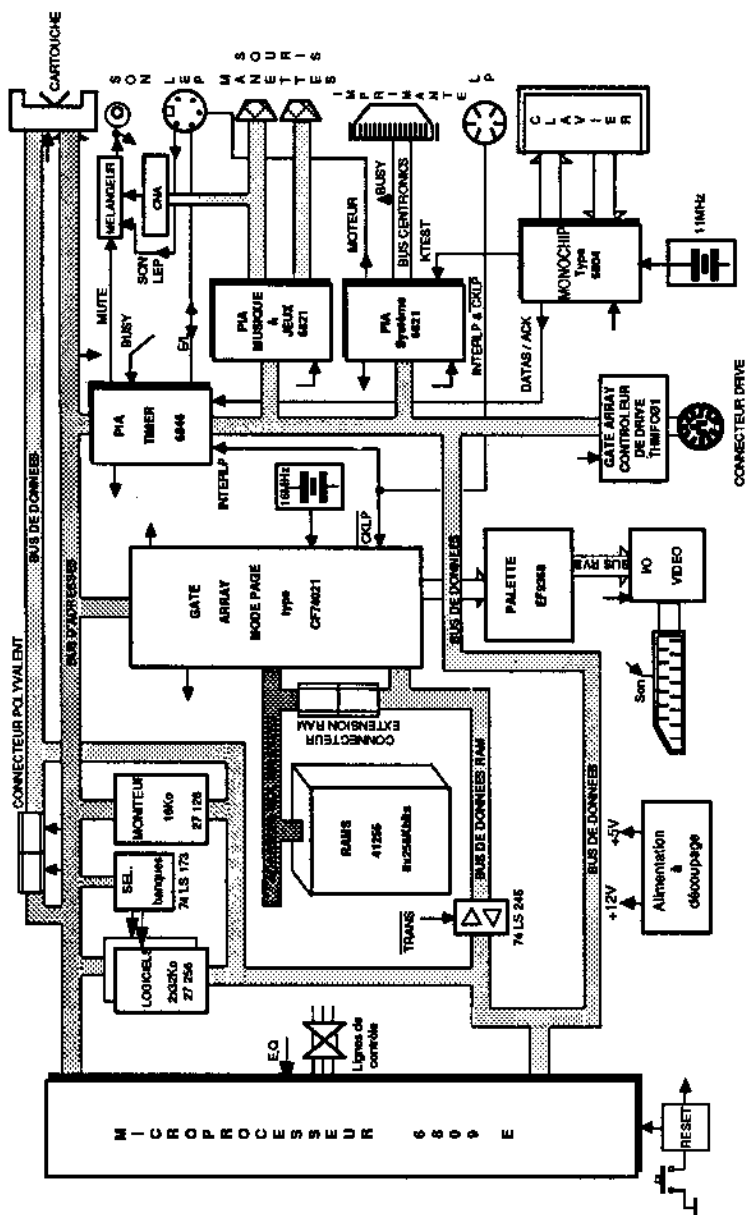 CARTOUCHE
CONNECTEUR POLYVALENT
BUS DE DONNEES
BUS D'ADRESSES
MICROPROCESSEUR 6809 E
E,Q
Lignes de
contrôle
RESET
LOGICIELS
2x32Ko
27 256
SEL.
banques
74 LS 173
MONITEUR
16Ko
27 128
RAMS
41256
8x256Kbits
CONNECTEUR
EXTENSION RAM
BUS DE DONNEES RAM
TRANS
74 LS 245
BUS DE DONNEES
BUS DE DONNEES
+12V
+5V
Alimentation
à
découpage
GATE
ARRAY
MODE PAGE
type
CF74021
16MHz
CKLP
INTERLP
PIA
TIMER
6846
BUSY
MUTE
E/L
MELANGEUR
CNA
SON
LEP
SON
LEP
SOURIS
MANETTES
IMPRIMANTE
LP
PIA
MUSIQUE
&
JEUX
6821
PIA
Système
6821
MOTEUR
BUSY
BUS CENTRONICS
KTEST
INTERLP & CKLP
DATAS / ACK
MONOCHIP
Type
6804
CLAVIER
11MHz
GATE ARRAY
CONTROLEUR
DE DRIVE
THMFC01
CONNECTEUR DRIVE
PALETTE
EF9369
BUS RVB
I/O
VIDEO
Son